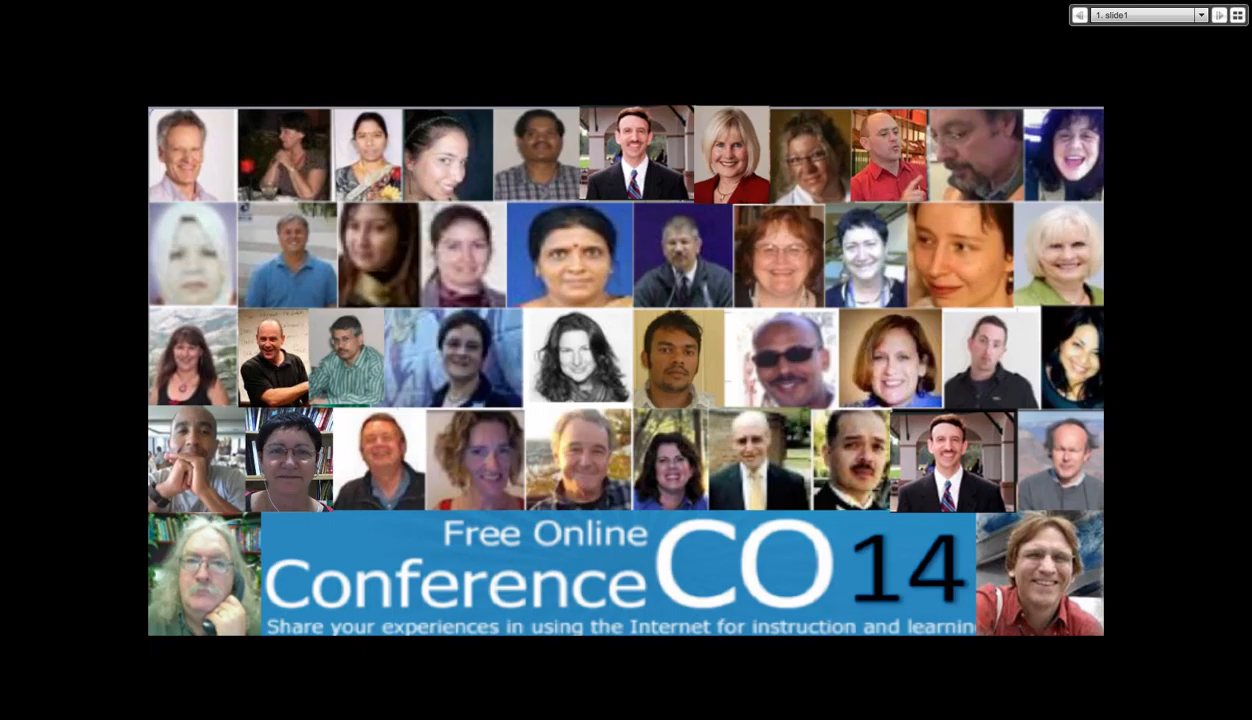 1. slide1
Free Online
Conference CO 14
Share your experiences in using the Internet for instruction and learnin